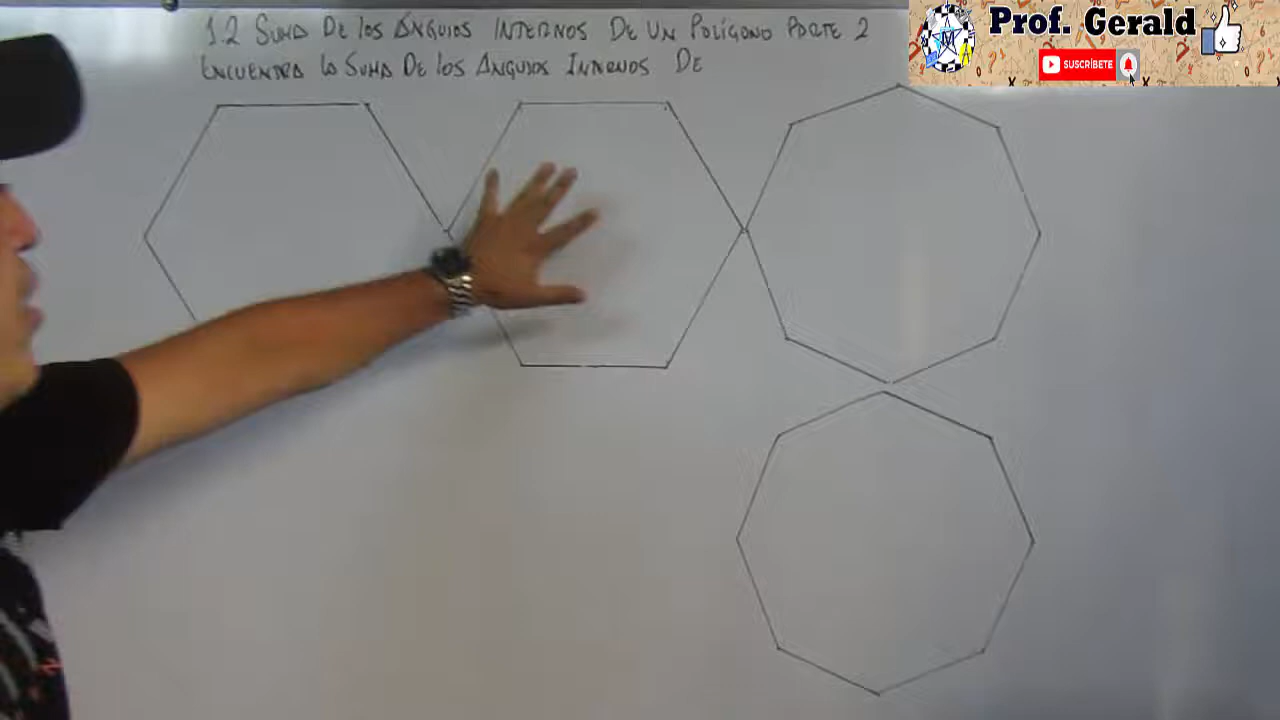 1.2 SUMA DE LOS ÁNGULOS INTERNOS DE UN POLÍGONO PARTE 2
ENCUENTRA LA SUMA DE LOS ANGULOS INTERNOS DE
Prof. Gerald
SUSCRÍBETE